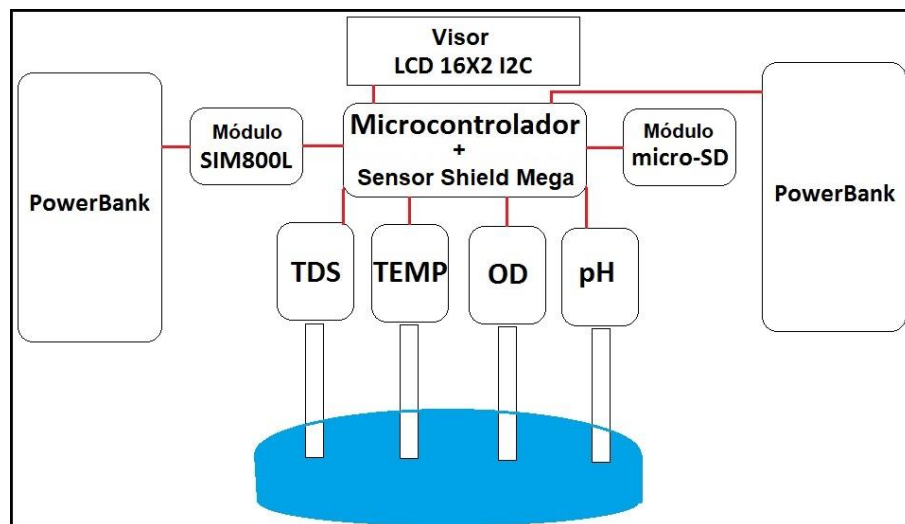 Visor
LCD 16X2 I2C
PowerBank
Módulo
SIM800L
Microcontrolador
+
Sensor Shield Mega
Módulo
micro-SD
PowerBank
TDS
TEMP
OD
pH